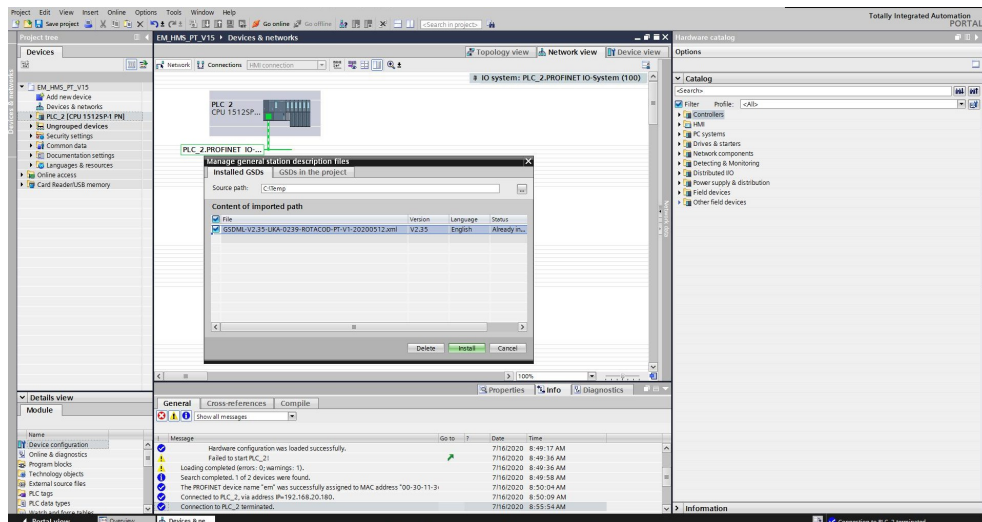 Project Edit View Insert Online Options Tools Window Help
Totally Integrated Automation
PORTAL
Save project
Go online
Go offline
<Search in project>
Project tree
EM_HMS_PT_V15 ▸ Devices & networks
Hardware catalog
Devices
Topology view
Network view
Device view
Options
Network
Connections
HMI connection
IO system: PLC_2.PROFINET IO-System (100)
Catalog
<Search>
Filter
Profile:
<All>
EM_HMS_PT_V15
Add new device
Devices & networks
PLC_2 [CPU 1512SP-1 PN]
Ungrouped devices
Security settings
Common data
Documentation settings
Languages & resources
Online access
Card Reader/USB memory
PLC_2
CPU 1512SP...
PLC_2.PROFINET IO-...
Controllers
HMI
PC systems
Drives & starters
Network components
Detecting & Monitoring
Distributed IO
Power supply & distribution
Field devices
Other field devices
Manage general station description files
Installed GSDs
GSDs in the project
Source path:
C:\Temp
Content of imported path
File
Version
Language
Status
GSDML-V2.35-LIKA-0239-ROTACOD-PT-V1-20200512.xml
V2.35
English
Already in...
Delete
Install
Cancel
100%
Properties
Info
Diagnostics
Details view
Module
Name
Device configuration
Online & diagnostics
Program blocks
Technology objects
External source files
PLC tags
PLC data types
Watch and force tables
General
Cross-references
Compile
Show all messages
! Message
Go to
?
Date
Time
Hardware configuration was loaded successfully.
7/16/2020 8:49:17 AM
Failed to start PLC_2!
7/16/2020 8:49:36 AM
Loading completed (errors: 0; warnings: 1).
7/16/2020 8:49:36 AM
Search completed. 1 of 2 devices were found.
7/16/2020 8:49:58 AM
The PROFINET device name "em" was successfully assigned to MAC address "00-30-11-3
7/16/2020 8:50:04 AM
Connected to PLC_2, via address IP=192.168.20.180.
7/16/2020 8:50:09 AM
Connection to PLC_2 terminated.
7/16/2020 8:55:54 AM
Information
Portal view
Overview
Devices & ne...
Connection to PLC_2 terminated.